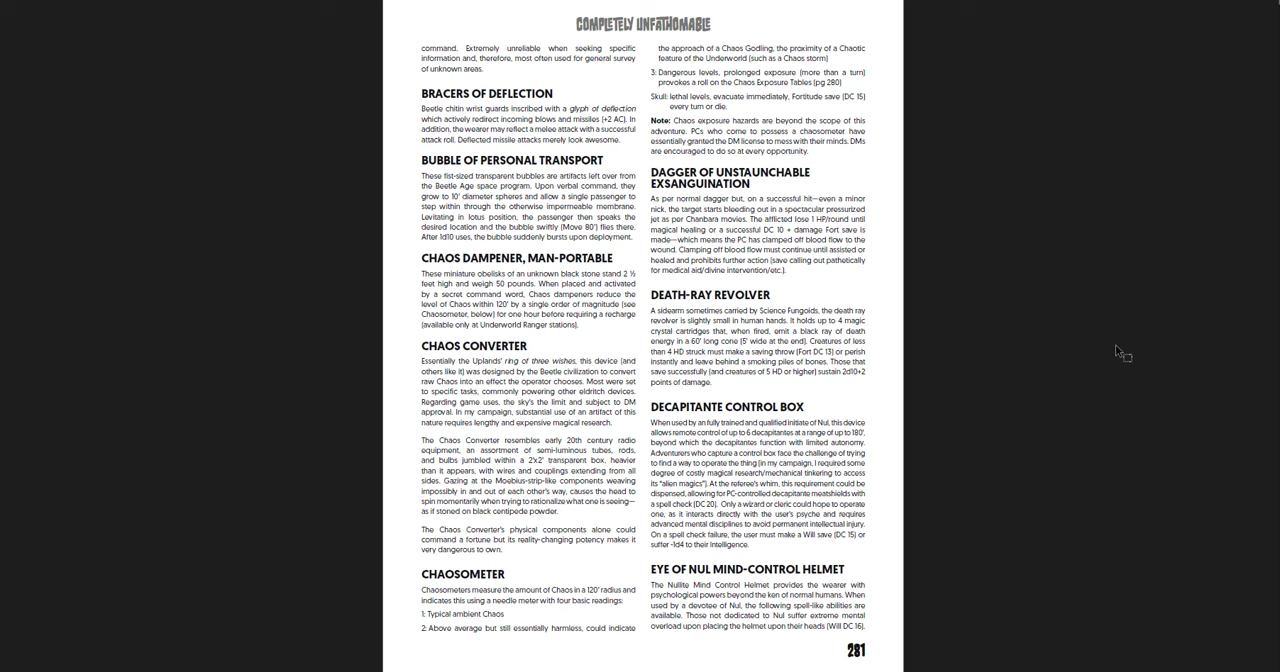 COMPLETELY UNFATHOMABLE
command. Extremely unreliable when seeking specific
information and, therefore, most often used for general survey
of unknown areas.
BRACERS OF DEFLECTION
Beetle chitin wrist guards inscribed with a glyph of deflection
which actively redirect incoming blows and missiles (+2 AC). In
addition, the wearer may reflect a melee attack with a successful
attack roll. Deflected missile attacks merely look awesome.
BUBBLE OF PERSONAL TRANSPORT
These fist-sized transparent bubbles are artifacts left over from
the Beetle Age space program. Upon verbal command, they
grow to 10' diameter spheres and allow a single passenger to
step within through the otherwise impermeable membrane.
Levitating in lotus position, the passenger then speaks the
desired location and the bubble swiftly (Move 80') flies there.
After 1d10 uses, the bubble suddenly bursts upon deployment.
CHAOS DAMPENER, MAN-PORTABLE
These miniature obelisks of an unknown black stone stand 2 ½
feet high and weigh 50 pounds. When placed and activated
by a secret command word, Chaos dampeners reduce the
level of Chaos within 120' by a single order of magnitude (see
Chaosometer, below) for one hour before requiring a recharge
(available only at Underworld Ranger stations).
CHAOS CONVERTER
Essentially the Uplands' ring of three wishes, this device (and
others like it) was designed by the Beetle civilization to convert
raw Chaos into an effect the operator chooses. Most were set
to specific tasks, commonly powering other eldritch devices.
Regarding game uses, the sky's the limit and subject to DM
approval. In my campaign, substantial use of an artifact of this
nature requires lengthy and expensive magical research.
The Chaos Converter resembles early 20th century radio
equipment, an assortment of semi-luminous tubes, rods,
and bulbs jumbled within a 2'x2' transparent box, heavier
than it appears, with wires and couplings extending from all
sides. Gazing at the Moebius-strip-like components weaving
impossibly in and out of each other's way, causes the head to
spin momentarily when trying to rationalize what one is seeing—
as if stoned on black centipede powder.
The Chaos Converter's physical components alone could
command a fortune but its reality-changing potency makes it
very dangerous to own.
CHAOSOMETER
Chaosometers measure the amount of Chaos in a 120' radius and
indicates this using a needle meter with four basic readings:
1: Typical ambient Chaos
2: Above average but still essentially harmless, could indicate
the approach of a Chaos Godling, the proximity of a Chaotic
feature of the Underworld (such as a Chaos storm)
3: Dangerous levels, prolonged exposure (more than a turn)
provokes a roll on the Chaos Exposure Tables (pg 280)
Skull: lethal levels, evacuate immediately, Fortitude save (DC 15)
every turn or die.
Note: Chaos exposure hazards are beyond the scope of this
adventure. PCs who come to possess a chaosometer have
essentially granted the DM license to mess with their minds. DMs
are encouraged to do so at every opportunity.
DAGGER OF UNSTAUNCHABLE
EXSANGUINATION
As per normal dagger but, on a successful hit—even a minor
nick, the target starts bleeding out in a spectacular pressurized
jet as per Chanbara movies. The afflicted lose 1 HP/round until
magical healing or a successful DC 10 + damage Fort save is
made—which means the PC has clamped off blood flow to the
wound. Clamping off blood flow must continue until assisted or
healed and prohibits further action (save calling out pathetically
for medical aid/divine intervention/etc.).
DEATH-RAY REVOLVER
A sidearm sometimes carried by Science Fungoids, the death ray
revolver is slightly small in human hands. It holds up to 4 magic
crystal cartridges that, when fired, emit a black ray of death
energy in a 60' long cone (5' wide at the end). Creatures of less
than 4 HD struck must make a saving throw (Fort DC 13) or perish
instantly and leave behind a smoking piles of bones. Those that
save successfully (and creatures of 5 HD or higher) sustain 2d10+2
points of damage.
DECAPITANTE CONTROL BOX
When used by an fully trained and qualified initiate of Nul, this device
allows remote control of up to 6 decapitantes at a range of up to 180',
beyond which the decapitantes function with limited autonomy.
Adventurers who capture a control box face the challenge of trying
to find a way to operate the thing (in my campaign, I required some
degree of costly magical research/mechanical tinkering to access
its "alien magics"). At the referee's whim, this requirement could be
dispensed, allowing for PC-controlled decapitante meatshields with
a spell check (DC 20). Only a wizard or cleric could hope to operate
one, as it interacts directly with the user's psyche and requires
advanced mental disciplines to avoid permanent intellectual injury.
On a spell check failure, the user must make a Will save (DC 15) or
suffer -1d4 to their Intelligence.
EYE OF NUL MIND-CONTROL HELMET
The Nullite Mind Control Helmet provides the wearer with
psychological powers beyond the ken of normal humans. When
used by a devotee of Nul, the following spell-like abilities are
available. Those not dedicated to Nul suffer extreme mental
overload upon placing the helmet upon their heads (Will DC 16).
281